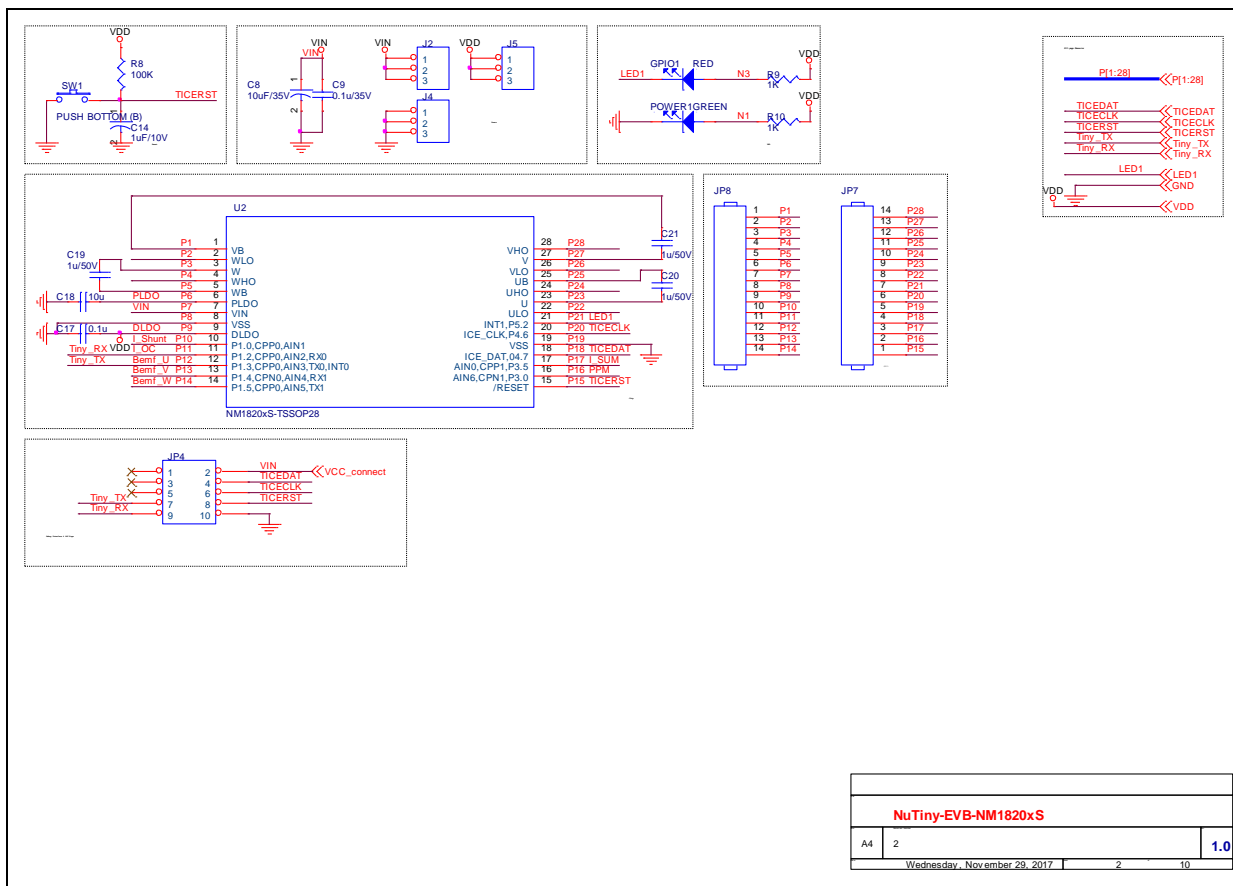 VDD
R8
100K
SW1
TICERST
PUSH BOTTOM (B)
1
2
C14
1uF/10V
VIN
VIN
C8
10uF/35V
1
2
C9
0.1u/35V
VIN
J2
1
2
3
VDD
J5
1
2
3
J4
1
2
3
LED1
GPIO1
RED
N3
R9
1K
VDD
POWER1GREEN
N1
R10
1K
VDD
P[1:28]
P[1:28]
TICEDAT
TICEDAT
TICECLK
TICECLK
TICERST
TICERST
Tiny_TX
Tiny_TX
Tiny_RX
Tiny_RX
LED1
LED1
GND
VDD
VDD
U2
C19
1u/50V
C18
10u
C17
0.1u
VDD
C21
1u/50V
C20
1u/50V
P1 1 VB
P2 2 WLO
P3 3 W
P4 4 WHO
P5 5 WB
PLDO P6 6 PLDO
VIN P7 7 VIN
P8 8 VSS
DLDO P9 9 DLDO
I_Shunt P10 10 P1.0,CPP0,AIN1
Tiny_RX I_OC P11 11 P1.2,CPP0,AIN2,RX0
Tiny_TX Bemf_U P12 12 P1.3,CPP0,AIN3,TX0,INT0
Bemf_V P13 13 P1.4,CPN0,AIN4,RX1
Bemf_W P14 14 P1.5,CPP0,AIN5,TX1
VHO 28 P28
V 27 P27
VLO 26 P26
UB 25 P25
UHO 24 P24
U 23 P23
ULO 22 P22
INT1,P5.2 21 P21 LED1
ICE_CLK,P4.6 20 P20 TICECLK
VSS 19 P19
ICE_DAT,04.7 18 P18 TICEDAT
AIN0,CPP1,P3.5 17 P17 I_SUM
AIN6,CPN1,P3.0 16 P16 PPM
/RESET 15 P15 TICERST
NM1820xS-TSSOP28
JP8
1 P1
2 P2
3 P3
4 P4
5 P5
6 P6
7 P7
8 P8
9 P9
10 P10
11 P11
12 P12
13 P13
14 P14
JP7
14 P28
13 P27
12 P26
11 P25
10 P24
9 P23
8 P22
7 P21
6 P20
5 P19
4 P18
3 P17
2 P16
1 P15
JP4
1 2 VIN VCC_connect
3 4 TICEDAT
5 6 TICECLK
Tiny_TX 7 8 TICERST
Tiny_RX 9 10
NuTiny-EVB-NM1820xS
A4 2 1.0
Wednesday, November 29, 2017 2 10